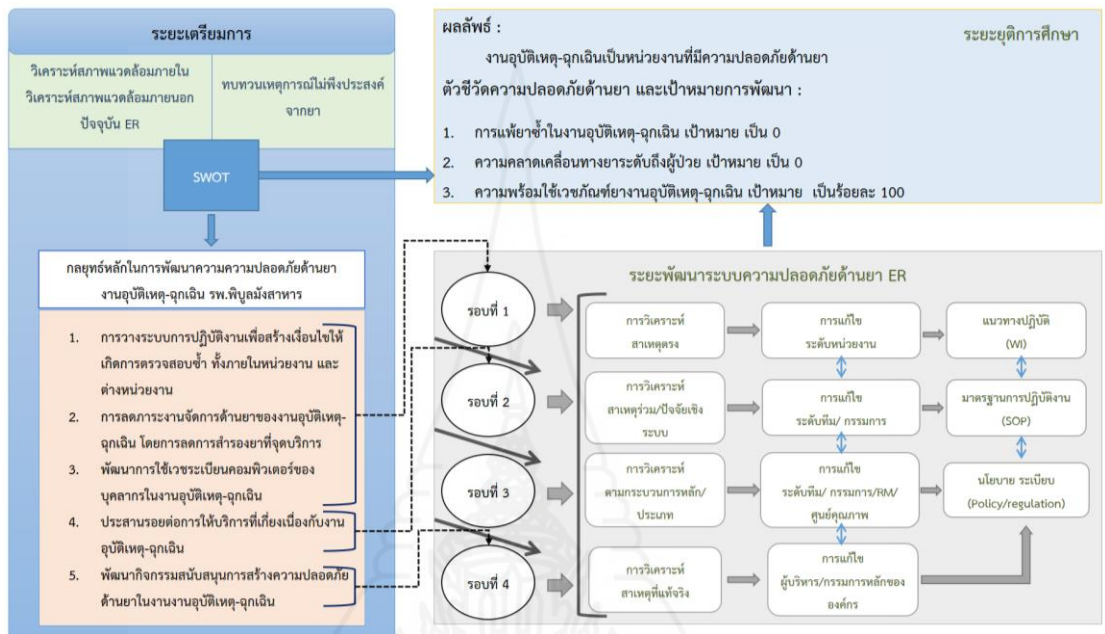 ระยะเตรียมการ
วิเคราะห์สภาพแวดล้อมภายใน
วิเคราะห์สภาพแวดล้อมภายนอก
ปัจจุบัน ER
ทบทวนเหตุการณ์ไม่พึงประสงค์
จากยา
SWOT
กลยุทธ์หลักในการพัฒนาความความปลอดภัยด้านยา
งานอุบัติเหตุ-ฉุกเฉิน รพ.พิบูลมังสาหาร
1. การวางระบบการปฏิบัติงานเพื่อสร้างเงื่อนไขให้
เกิดการตรวจสอบซ้ำ ทั้งภายในหน่วยงาน และ
ต่างหน่วยงาน
2. การลดภาระงานจัดการด้านยาของงานอุบัติเหตุ-
ฉุกเฉิน โดยการลดการสำรองยาที่จุดบริการ
3. พัฒนาการใช้เวชระเบียนคอมพิวเตอร์ของ
บุคลากรในงานอุบัติเหตุ-ฉุกเฉิน
4. ประสานรอยต่อการให้บริการที่เกี่ยงเนื่องกับงาน
อุบัติเหตุ-ฉุกเฉิน
5. พัฒนากิจกรรมสนับสนุนการสร้างความปลอดภัย
ด้านยาในงานงานอุบัติเหตุ-ฉุกเฉิน
ระยะยุติการศึกษา
ผลลัพธ์ :
งานอุบัติเหตุ-ฉุกเฉินเป็นหน่วยงานที่มีความปลอดภัยด้านยา
ตัวชี้วัดความปลอดภัยด้านยา และเป้าหมายการพัฒนา :
1. การแพ้ยาซ้ำในงานอุบัติเหตุ-ฉุกเฉิน เป้าหมาย เป็น 0
2. ความคลาดเคลื่อนทางยาระดับถึงผู้ป่วย เป้าหมาย เป็น 0
3. ความพร้อมใช้เวชภัณฑ์ยางานอุบัติเหตุ-ฉุกเฉิน เป้าหมาย เป็นร้อยละ 100
ระยะพัฒนาระบบความปลอดภัยด้านยา ER
รอบที่ 1
การวิเคราะห์
สาเหตุตรง
การแก้ไข
ระดับหน่วยงาน
แนวทางปฏิบัติ
(WI)
รอบที่ 2
การวิเคราะห์
สาเหตุร่วม/ปัจจัยเชิง
ระบบ
การแก้ไข
ระดับทีม/ กรรมการ
มาตรฐานการปฏิบัติงาน
(SOP)
รอบที่ 3
การวิเคราะห์
ตามกระบวนการหลัก/
ประเภท
การแก้ไข
ระดับทีม/ กรรมการ/RM/
ศูนย์คุณภาพ
นโยบาย ระเบียบ
(Policy/regulation)
รอบที่ 4
การวิเคราะห์
สาเหตุที่แท้จริง
การแก้ไข
ผู้บริหาร/กรรมการหลักของ
องค์กร